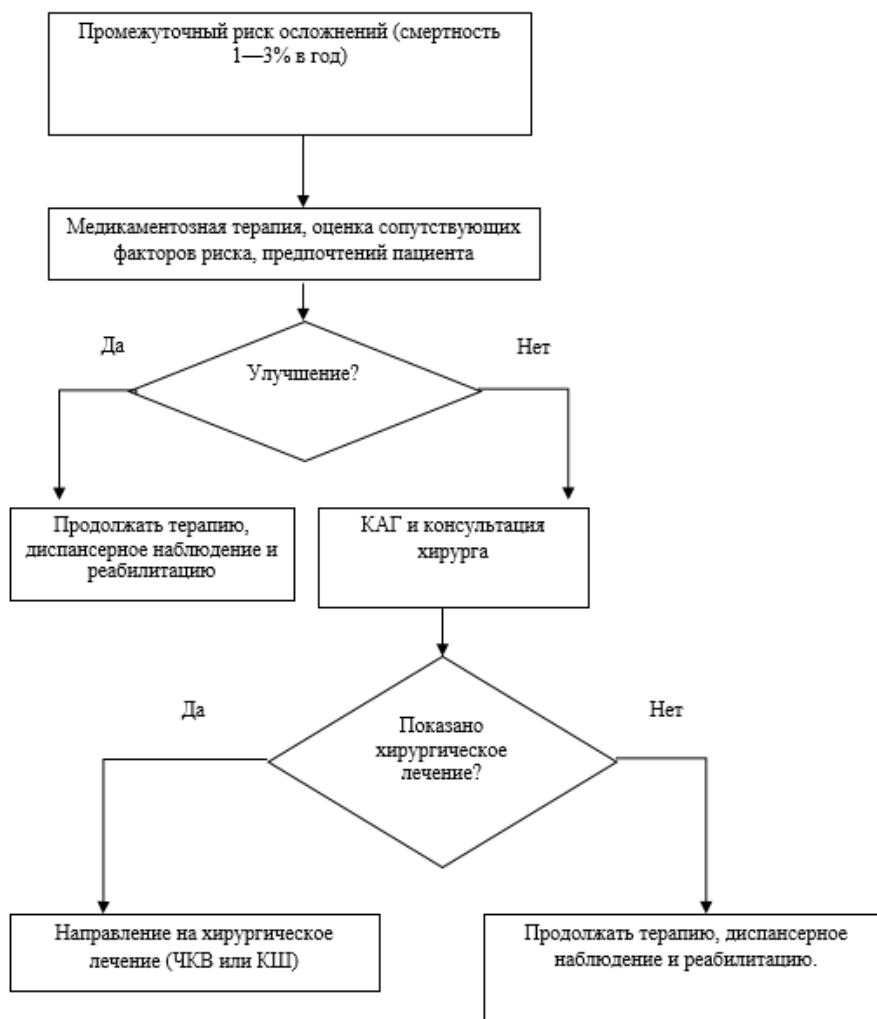 Промежуточный риск осложнений (смертность
1—3% в год)
Медикаментозная терапия, оценка сопутствующих
факторов риска, предпочтений пациента
Да
Нет
Улучшение?
Продолжать терапию,
диспансерное наблюдение и
реабилитацию
КАГ и консультация
хирурга
Да
Нет
Показано
хирургическое
лечение?
Направление на хирургическое
лечение (ЧКВ или КШ)
Продолжать терапию, диспансерное
наблюдение и реабилитацию.